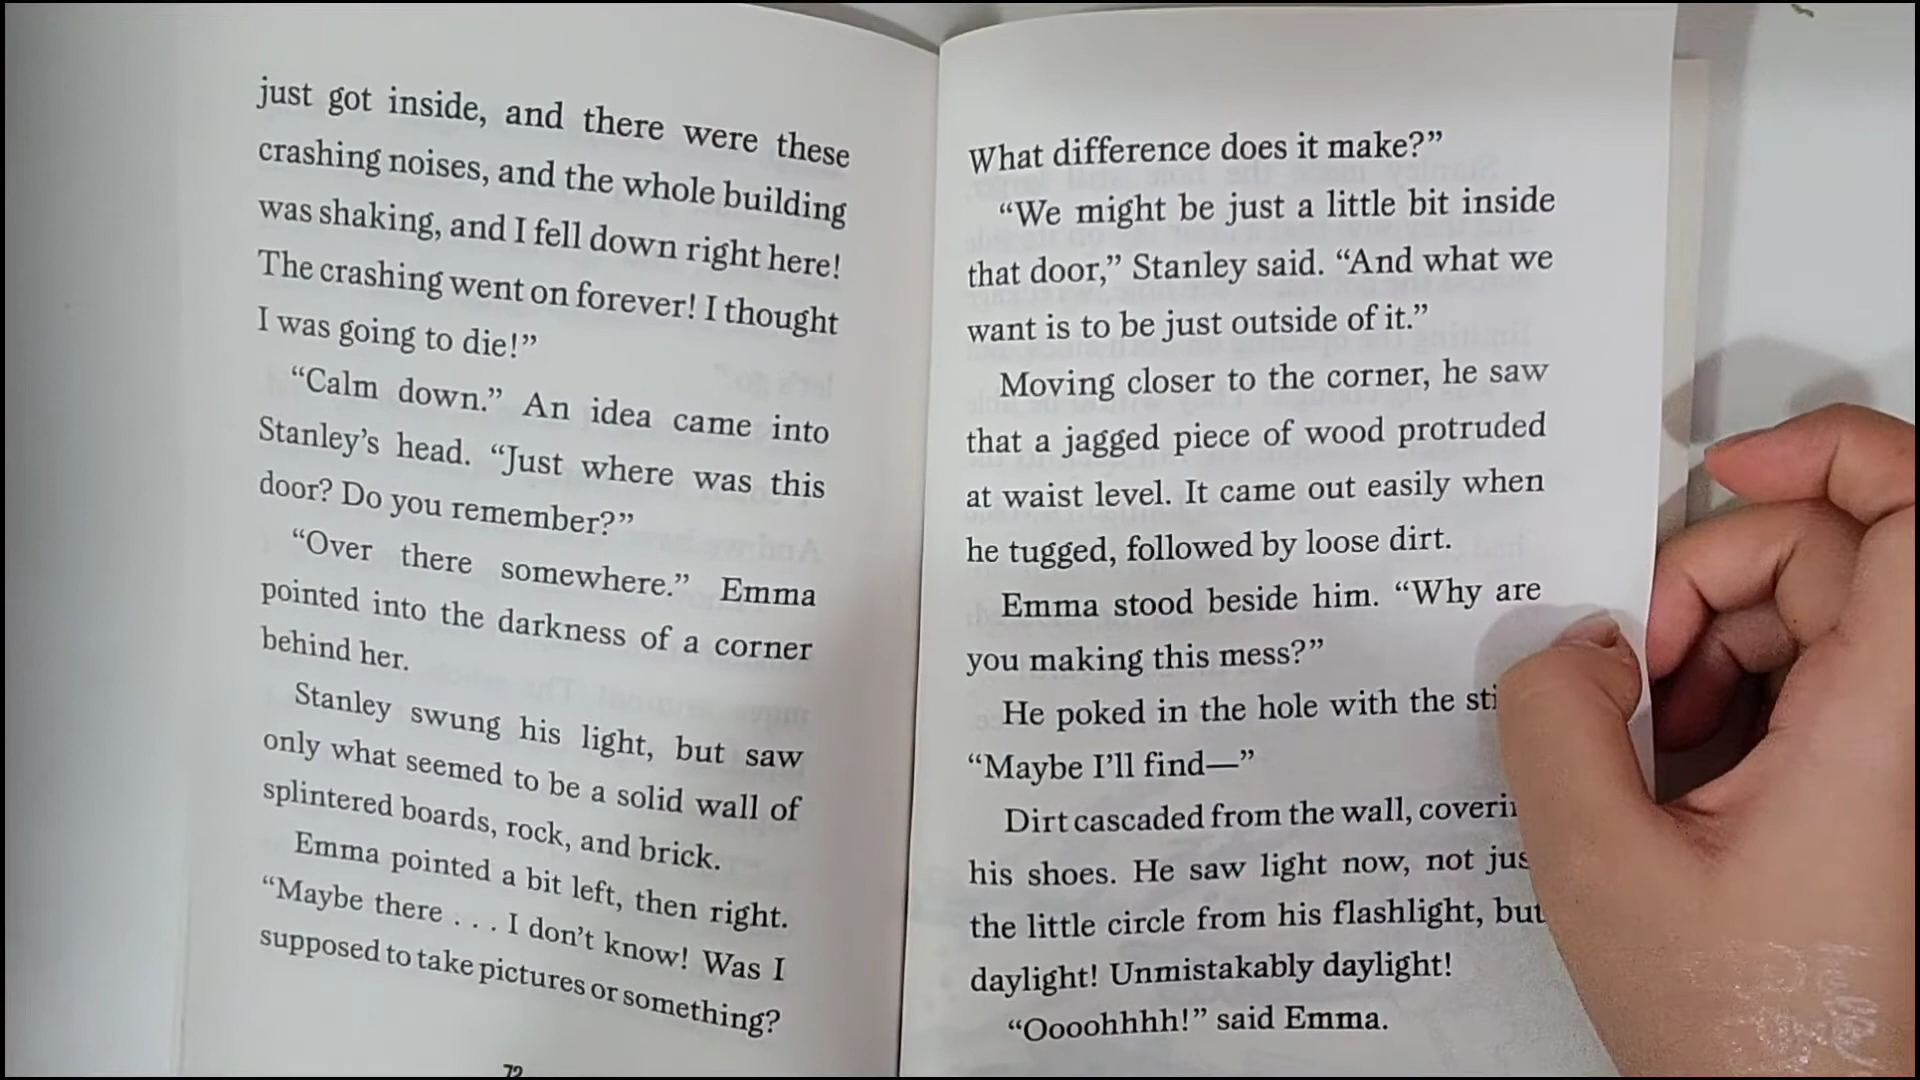 just got inside, and there were these
crashing noises, and the whole building
was shaking, and I fell down right here!
The crashing went on forever! I thought
I was going to die!”
“Calm down.” An idea came into
Stanley’s head. “Just where was this
door? Do you remember?”
“Over there somewhere.” Emma
pointed into the darkness of a corner
behind her.
Stanley swung his light, but saw
only what seemed to be a solid wall of
splintered boards, rock, and brick.
Emma pointed a bit left, then right.
“Maybe there . . . I don’t know! Was I
supposed to take pictures or something?
72
What difference does it make?”
“We might be just a little bit inside
that door,” Stanley said. “And what we
want is to be just outside of it.”
Moving closer to the corner, he saw
that a jagged piece of wood protruded
at waist level. It came out easily when
he tugged, followed by loose dirt.
Emma stood beside him. “Why are
you making this mess?”
He poked in the hole with the
“Maybe I’ll find—”
Dirt cascaded from the wall,
his shoes. He saw light now, not
the little circle from his flashlight, but
daylight! Unmistakably daylight!
“Oooohhhh!” said Emma.